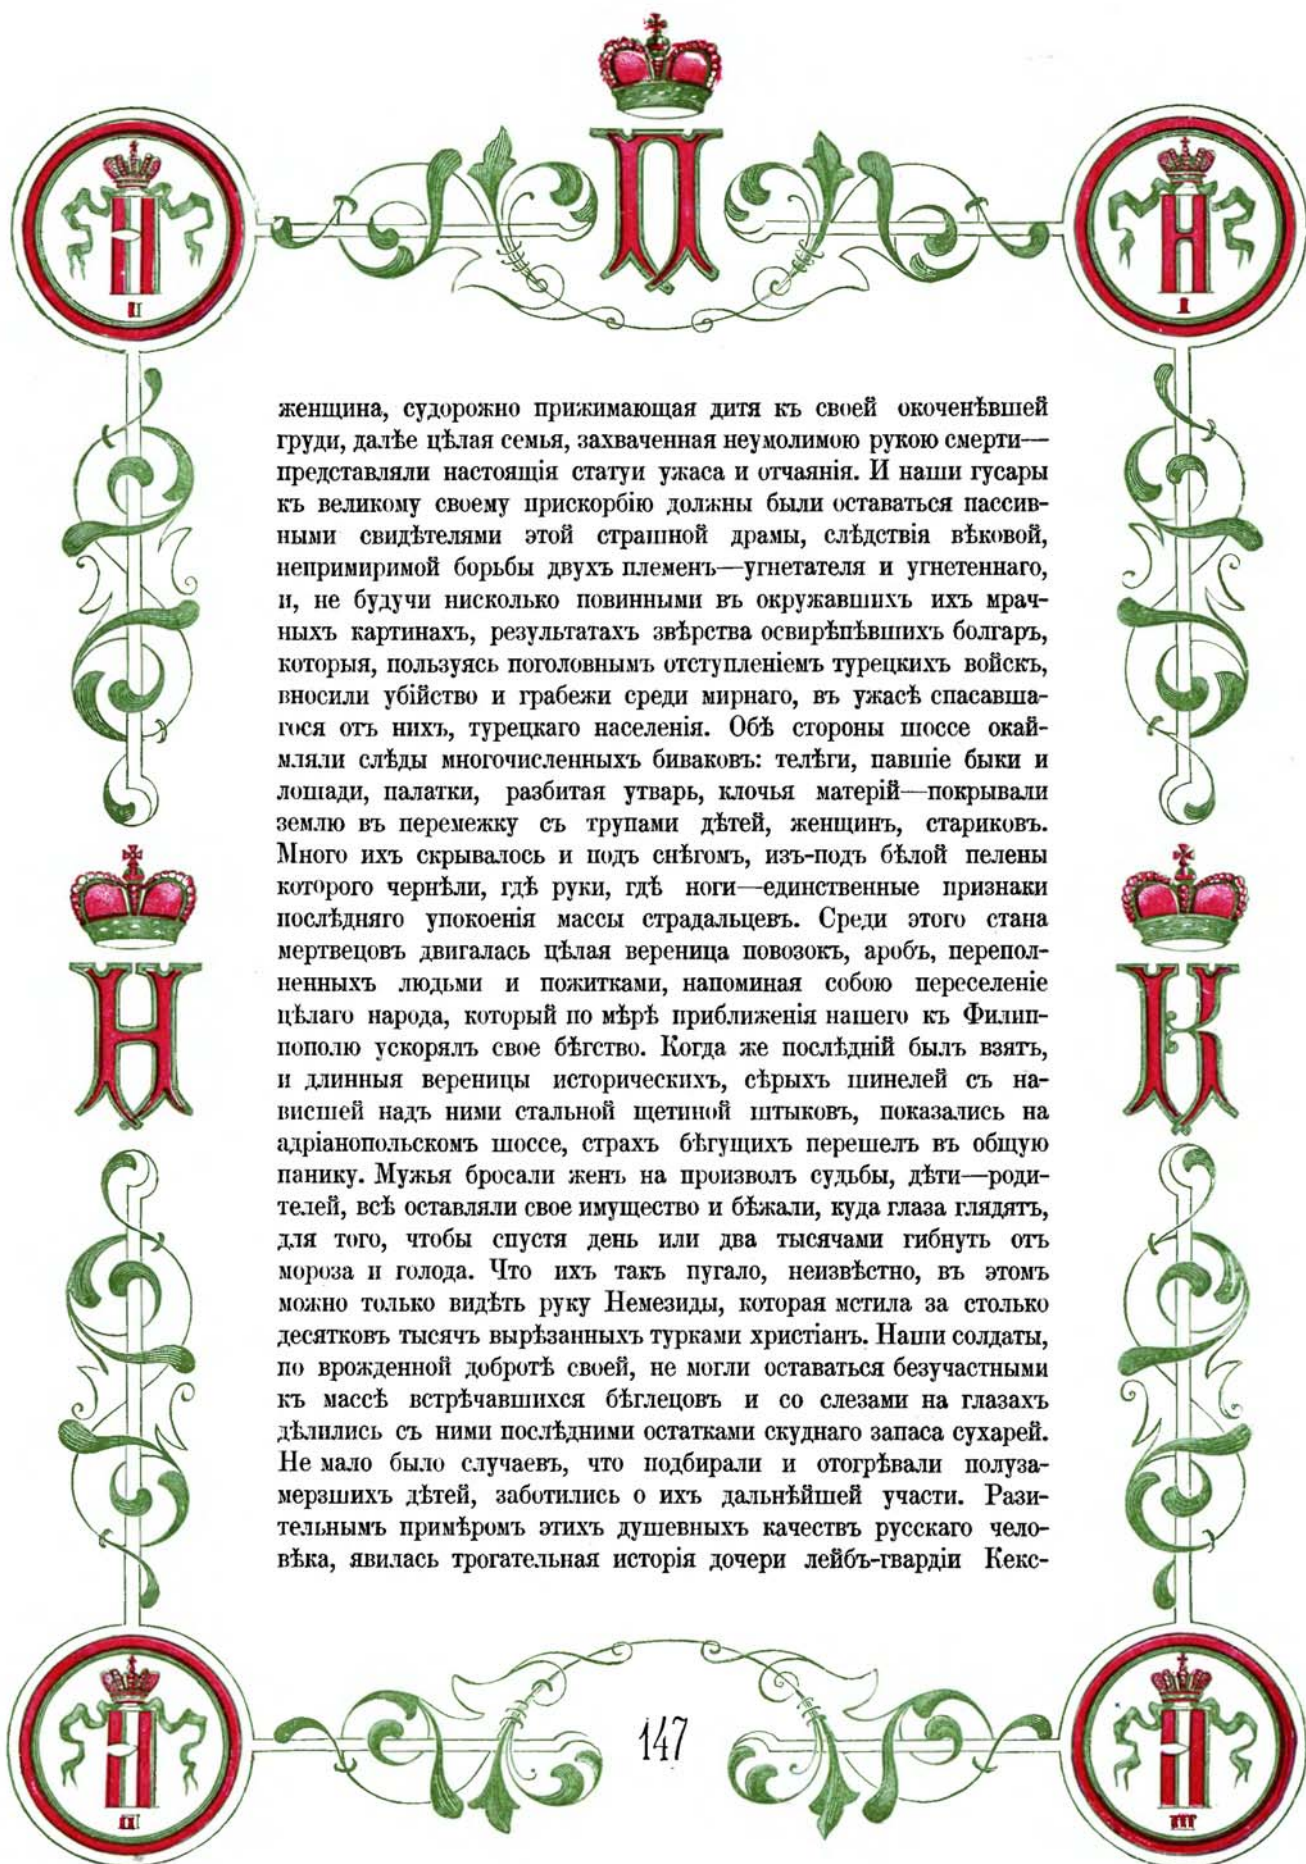 П
II
Н
I
женщина, судорожно прижимающая дитя къ своей окоченѣвшей
груди, далѣе цѣлая семья, захваченная неумолимою рукою смерти—
представляли настоящія статуи ужаса и отчаянія. И наши гусары
къ великому своему прискорбію должны были оставаться пассив-
ными свидѣтелями этой страшной драмы, слѣдствія вѣковой,
непримиримой борьбы двухъ племенъ—угнетателя и угнетеннаго,
и, не будучи нисколько повинными въ окружавшихъ ихъ мрач-
ныхъ картинахъ, результатахъ звѣрства освирѣпѣвшихъ болгаръ,
которыя, пользуясь поголовнымъ отступленіемъ турецкихъ войскъ,
вносили убійство и грабежи среди мирнаго, въ ужасѣ спасавша-
гося отъ нихъ, турецкаго населенія. Обѣ стороны шоссе окай-
мляли слѣды многочисленныхъ биваковъ: телѣги, павшіе быки и
лошади, палатки, разбитая утварь, клочья матерій—покрывали
землю въ перемежку съ трупами дѣтей, женщинъ, стариковъ.
Много ихъ скрывалось и подъ снѣгомъ, изъ-подъ бѣлой пелены
котораго чернѣли, гдѣ руки, гдѣ ноги—единственные признаки
послѣдняго упокоенія массы страдальцевъ. Среди этого стана
мертвецовъ двигалась цѣлая вереница повозокъ, аробъ, перепол-
ненныхъ людьми и пожитками, напоминая собою переселеніе
цѣлаго народа, который по мѣрѣ приближенія нашего къ Филип-
пополю ускорялъ свое бѣгство. Когда же послѣдній былъ взятъ,
и длинныя вереницы историческихъ, сѣрыхъ шинелей съ на-
висшей надъ ними стальной щетиной штыковъ, показались на
адріанопольскомъ шоссе, страхъ бѣгущихъ перешелъ въ общую
панику. Мужья бросали женъ на произволъ судьбы, дѣти—роди-
телей, всѣ оставляли свое имущество и бѣжали, куда глаза глядятъ,
для того, чтобы спустя день или два тысячами гибнуть отъ
мороза и голода. Что ихъ такъ пугало, неизвѣстно, въ этомъ
можно только видѣть руку Немезиды, которая мстила за столько
десятковъ тысячъ вырѣзанныхъ турками христіанъ. Наши солдаты,
по врожденной добротѣ своей, не могли оставаться безучастными
къ массѣ встрѣчавшихся бѣглецовъ и со слезами на глазахъ
дѣлились съ ними послѣдними остатками скуднаго запаса сухарей.
Не мало было случаевъ, что подбирали и отогрѣвали полуза-
мерзшихъ дѣтей, заботились о ихъ дальнѣйшей участи. Рази-
тельнымъ примѣромъ этихъ душевныхъ качествъ русскаго чело-
вѣка, явилась трогательная исторія дочери лейбъ-гвардіи Кекс-
Н
К
III
147